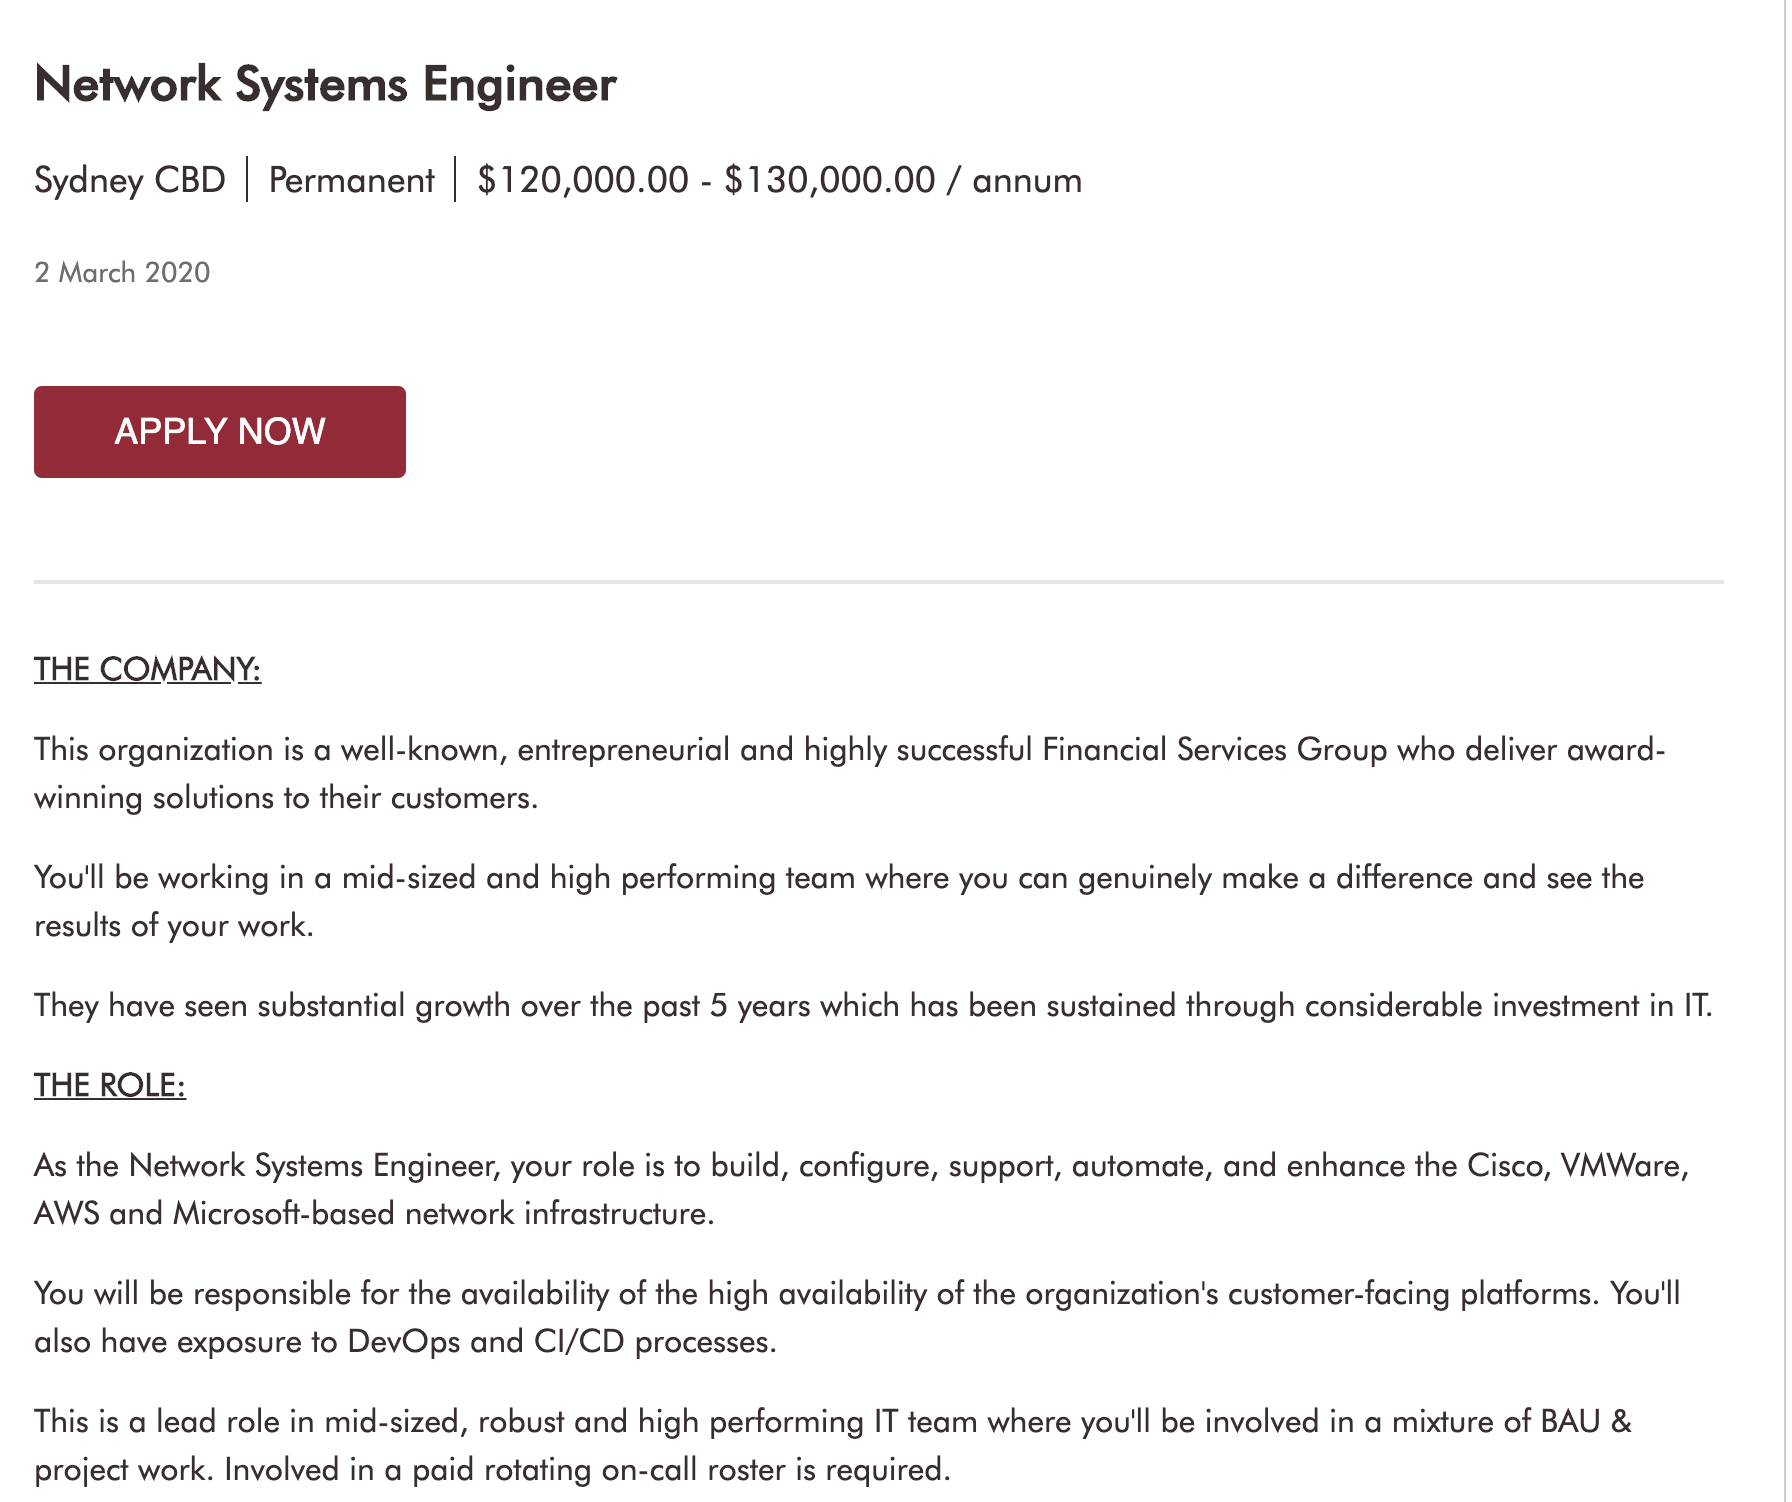 Network Systems Engineer
Sydney CBD | Permanent | $120,000.00 - $130,000.00 / annum
2 March 2020
APPLY NOW
THE COMPANY:
This organization is a well-known, entrepreneurial and highly successful Financial Services Group who deliver award-
winning solutions to their customers.
You'll be working in a mid-sized and high performing team where you can genuinely make a difference and see the
results of your work.
They have seen substantial growth over the past 5 years which has been sustained through considerable investment in IT.
THE ROLE:
As the Network Systems Engineer, your role is to build, configure, support, automate, and enhance the Cisco, VMWare,
AWS and Microsoft-based network infrastructure.
You will be responsible for the availability of the high availability of the organization's customer-facing platforms. You'll
also have exposure to DevOps and CI/CD processes.
This is a lead role in mid-sized, robust and high performing IT team where you'll be involved in a mixture of BAU &
project work. Involved in a paid rotating on-call roster is required.